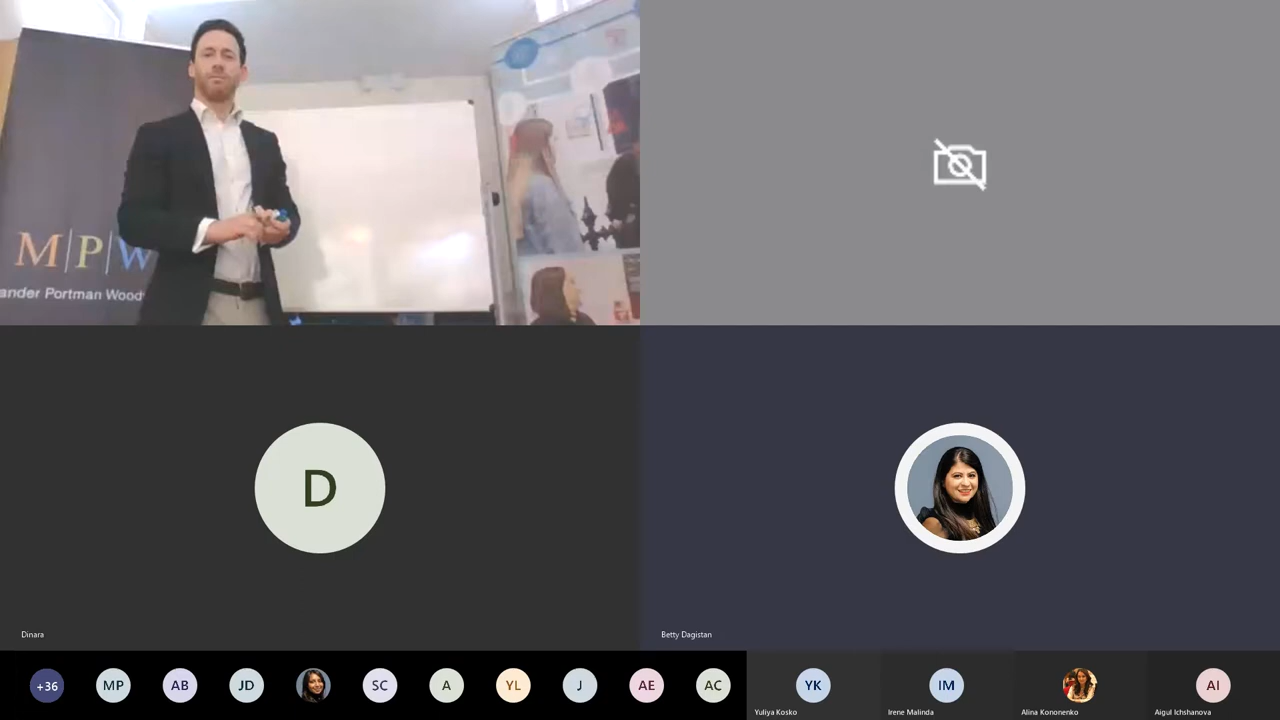 M|P|W
ander Portman Wood
D
Dinara
Betty Dagistan
+36
MP
AB
JD
SC
A
YL
J
AE
AC
YK
Yuliya Kosko
IM
Irene Malinda
Alina Kononenko
AI
Aigul Ichshanova